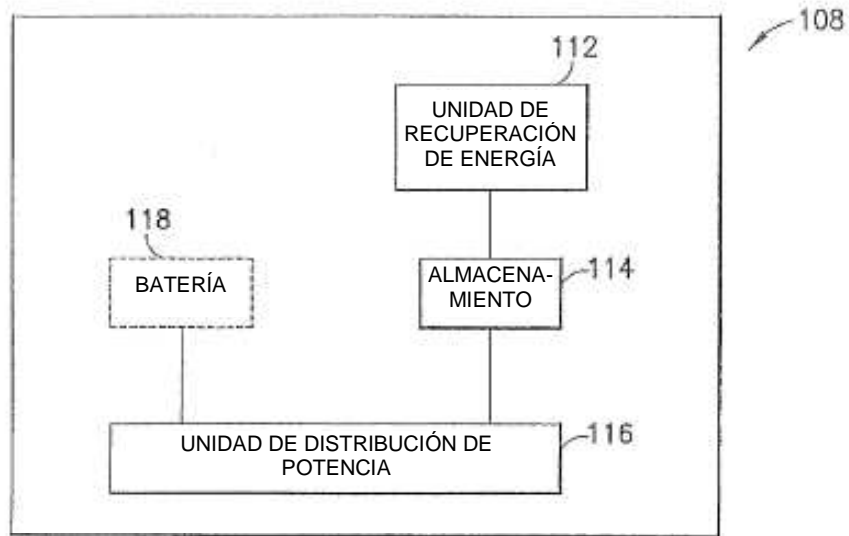 108
112
UNIDAD DE
RECUPERACIÓN
DE ENERGÍA
118
BATERÍA
ALMACENA-
MIENTO
114
UNIDAD DE DISTRIBUCIÓN DE
POTENCIA
116